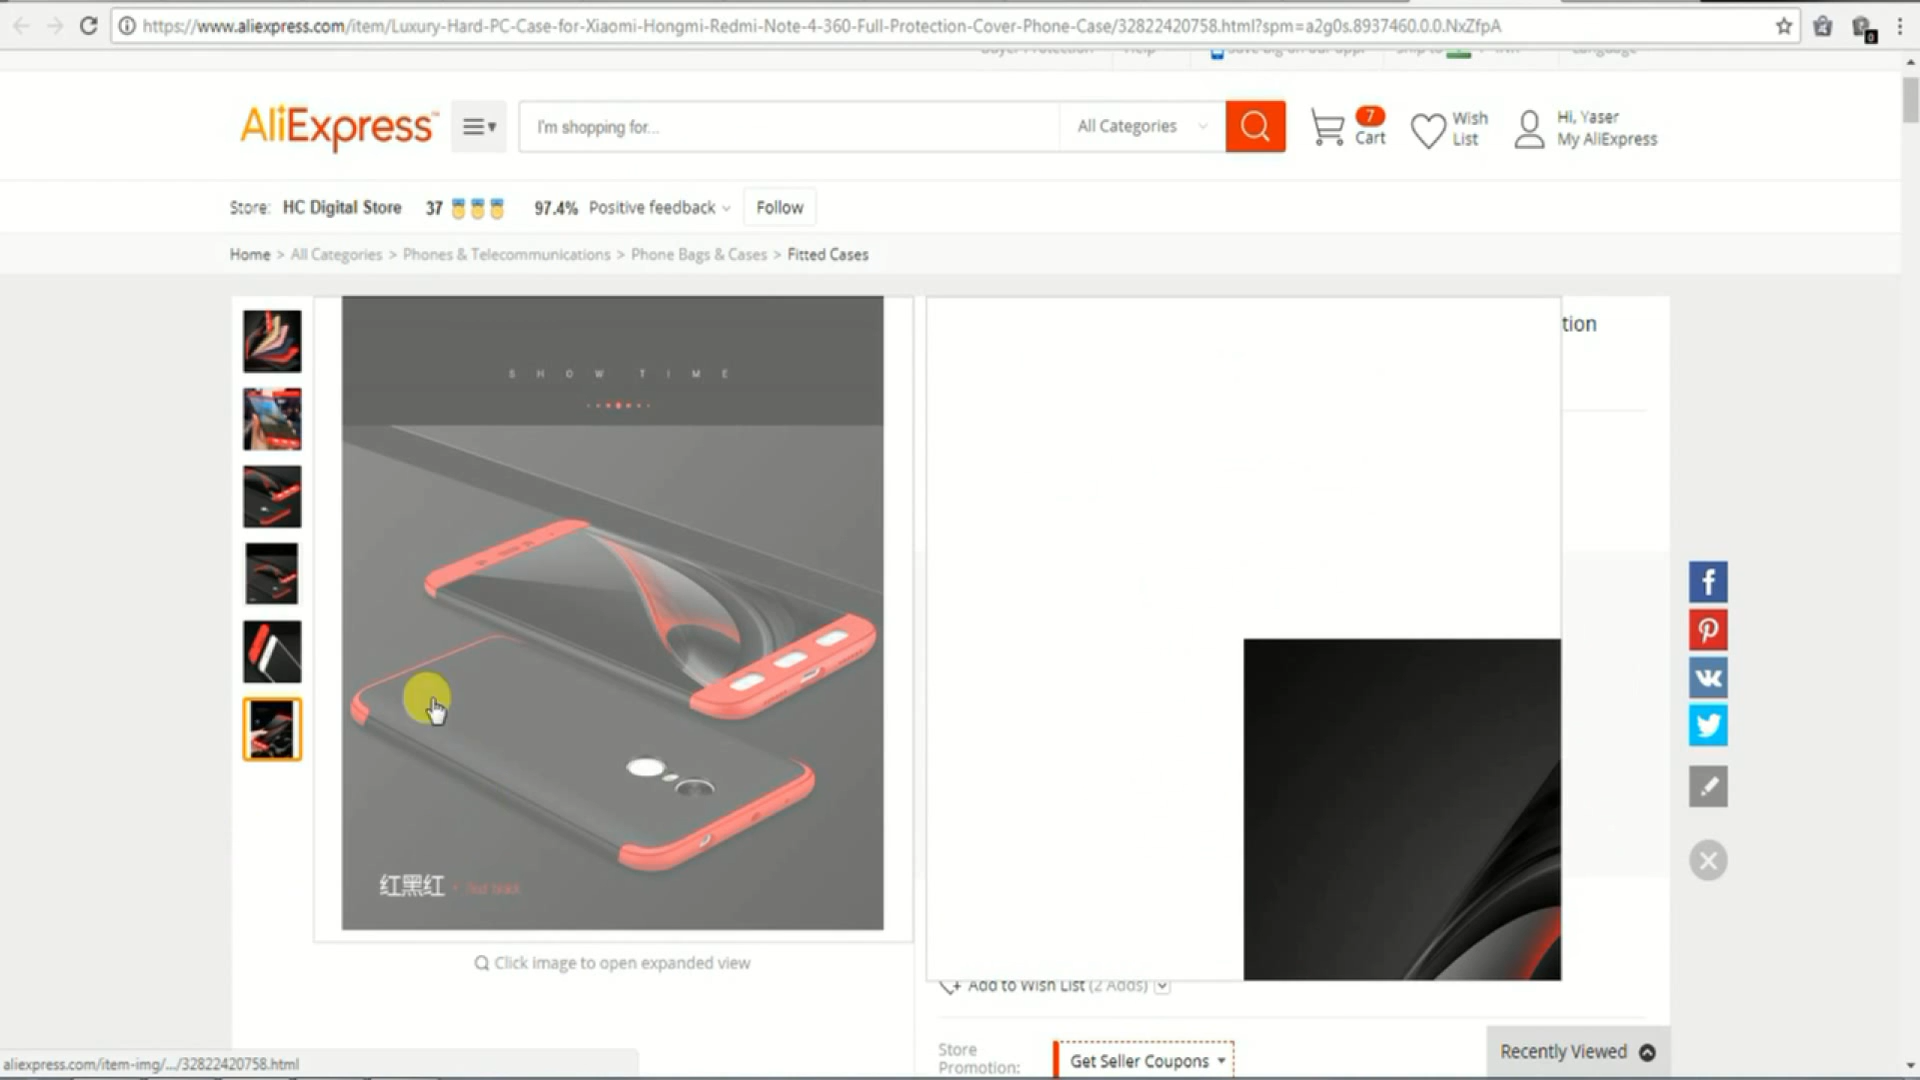 https://www.aliexpress.com/item/Luxury-Hard-PC-Case-for-Xiaomi-Hongmi-Redmi-Note-4-360-Full-Protection-Cover-Phone-Case/32822420758.html?spm=a2g0s.8937460.0.0.NxZfpA
0
AliExpress
I'm shopping for...
All Categories
7
Cart
Wish
List
Hi, Yaser
My AliExpress
Store: HC Digital Store 37 97.4% Positive feedback Follow
Home > All Categories > Phones & Telecommunications > Phone Bags & Cases > Fitted Cases
tion
SHOW TIME
红黑红
Click image to open expanded view
Add to Wish List (2 Adds)
Store
Promotion:
Get Seller Coupons
Recently Viewed
aliexpress.com/item-img/.../32822420758.html